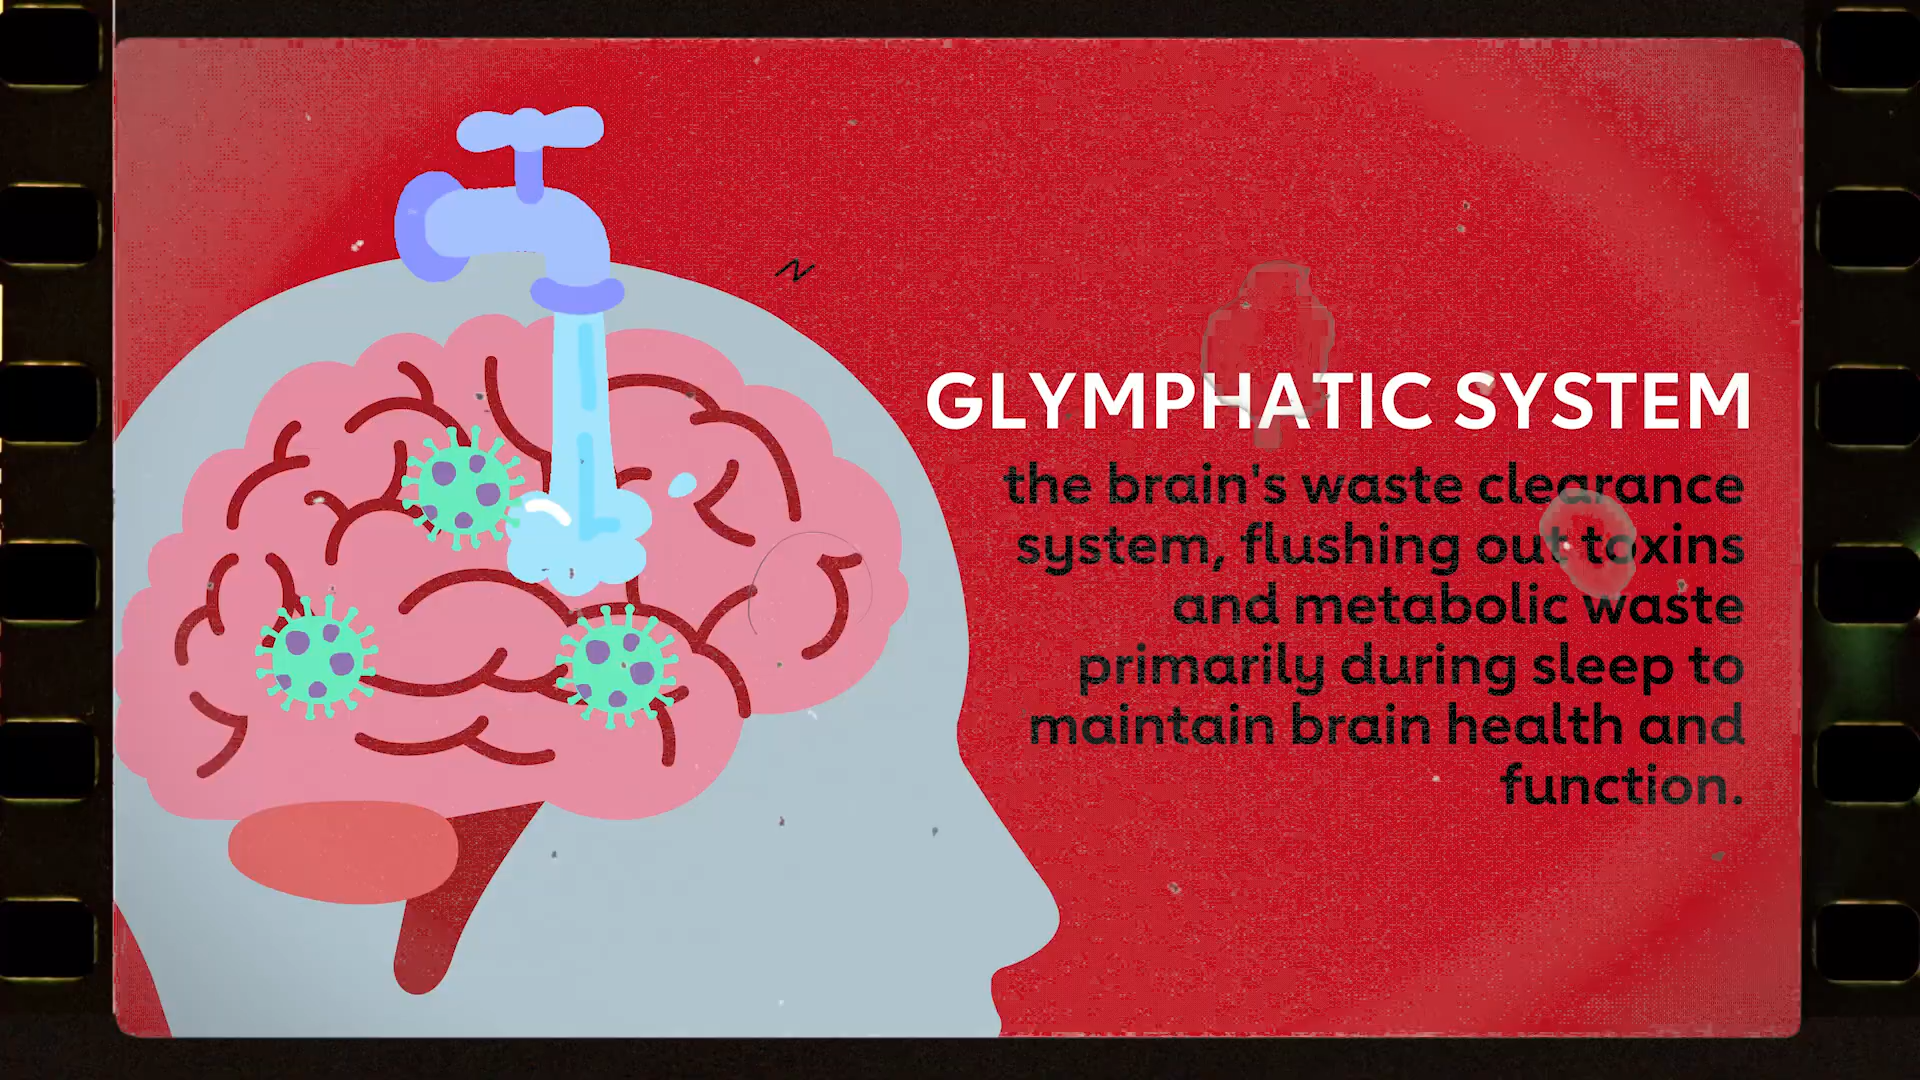 GLYMPHATIC SYSTEM
the brain's waste clearance
system, flushing out toxins
and metabolic waste
primarily during sleep to
maintain brain health and
function.